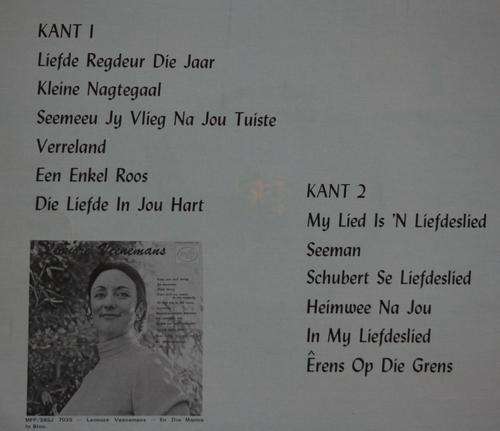 KANT 1
Liefde Regdeur Die Jaar
Kleine Nagtegaal
Seemeeu Jy Vlieg Na Jou Tuiste
Verreland
Een Enkel Roos
Die Liefde In Jou Hart
KANT 2
My Lied Is 'N Liefdeslied
Seeman
Schubert Se Liefdeslied
Heimwee Na Jou
In My Liefdeslied
Êrens Op Die Grens
Veenemans